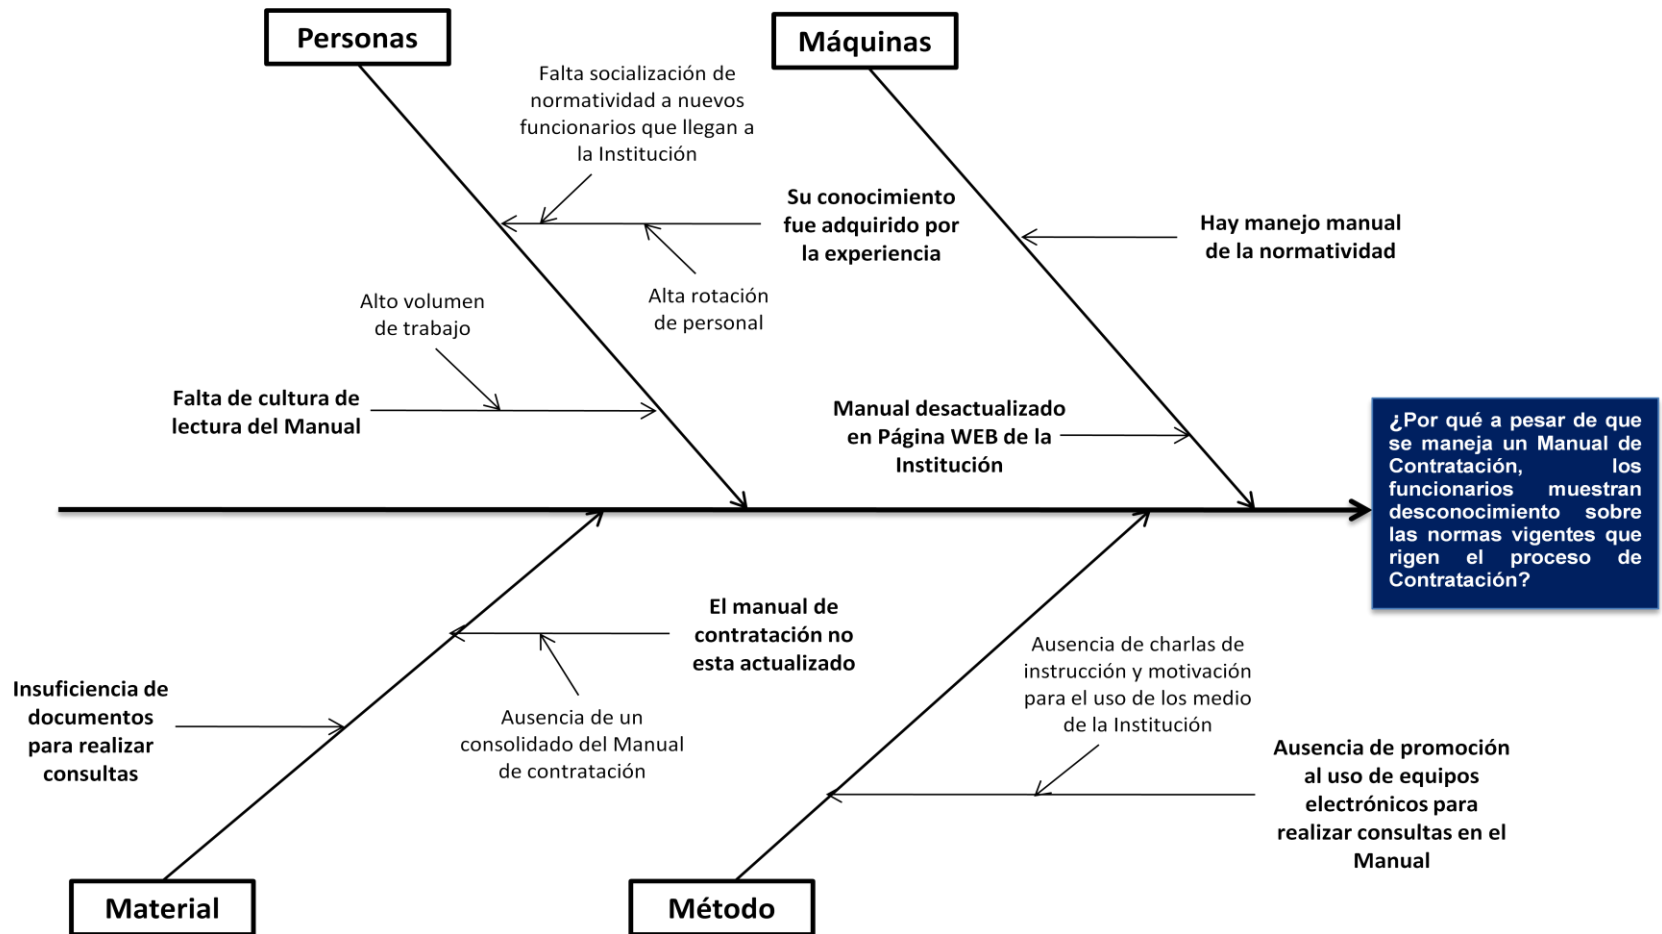 Personas
Máquinas
Falta socialización de
normatividad a nuevos
funcionarios que llegan a
la Institución
Su conocimiento
fue adquirido por
la experiencia
Hay manejo manual
de la normatividad
Alta rotación
de personal
Alto volumen
de trabajo
Falta de cultura de
lectura del Manual
Manual desactualizado
en Página WEB de la
Institución
¿Por qué a pesar de que
se maneja un Manual de
Contratación, los
funcionarios muestran
desconocimiento sobre
las normas vigentes que
rigen el proceso de
Contratación?
El manual de
contratación no
esta actualizado
Insuficiencia de
documentos
para realizar
consultas
Ausencia de un
consolidado del Manual
de contratación
Ausencia de charlas de
instrucción y motivación
para el uso de los medio
de la Institución
Ausencia de promoción
al uso de equipos
electrónicos para
realizar consultas en el
Manual
Material
Método